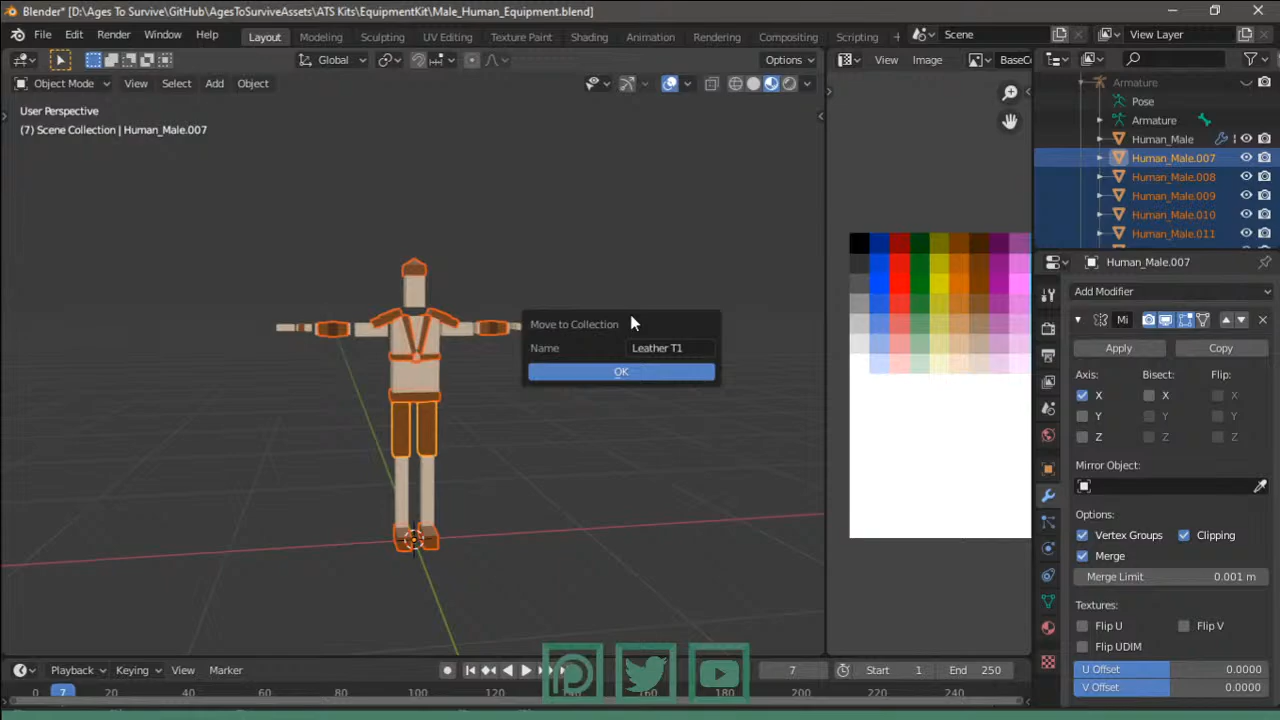 Blender* [D:\Ages To Survive\GitHub\AgesToSurviveAssets\ATS Kits\EquipmentKit\Male_Human_Equipment.blend]
File Edit Render Window Help Layout Modeling Sculpting UV Editing Texture Paint Shading Animation Rendering Compositing Scripting + Scene View Layer
Global Options View Image BaseC
Object Mode View Select Add Object
User Perspective
(7) Scene Collection | Human_Male.007
Armature
Pose
Armature
Human_Male
Human_Male.007
Human_Male.008
Human_Male.009
Human_Male.010
Human_Male.011
Human_Male.007
Add Modifier
Mi
Apply Copy
Axis: Bisect: Flip:
X X X
Y Y Y
Z Z Z
Mirror Object:
Options:
Vertex Groups Clipping
Merge
Merge Limit 0.001 m
Textures:
Flip U Flip V
Flip UDIM
U Offset 0.0000
V Offset 0.0000
Move to Collection
Name Leather T1
OK
Playback Keying View Marker 7 Start 1 End 250
0 7 20 40 60 80 100 120 180 200 220 240